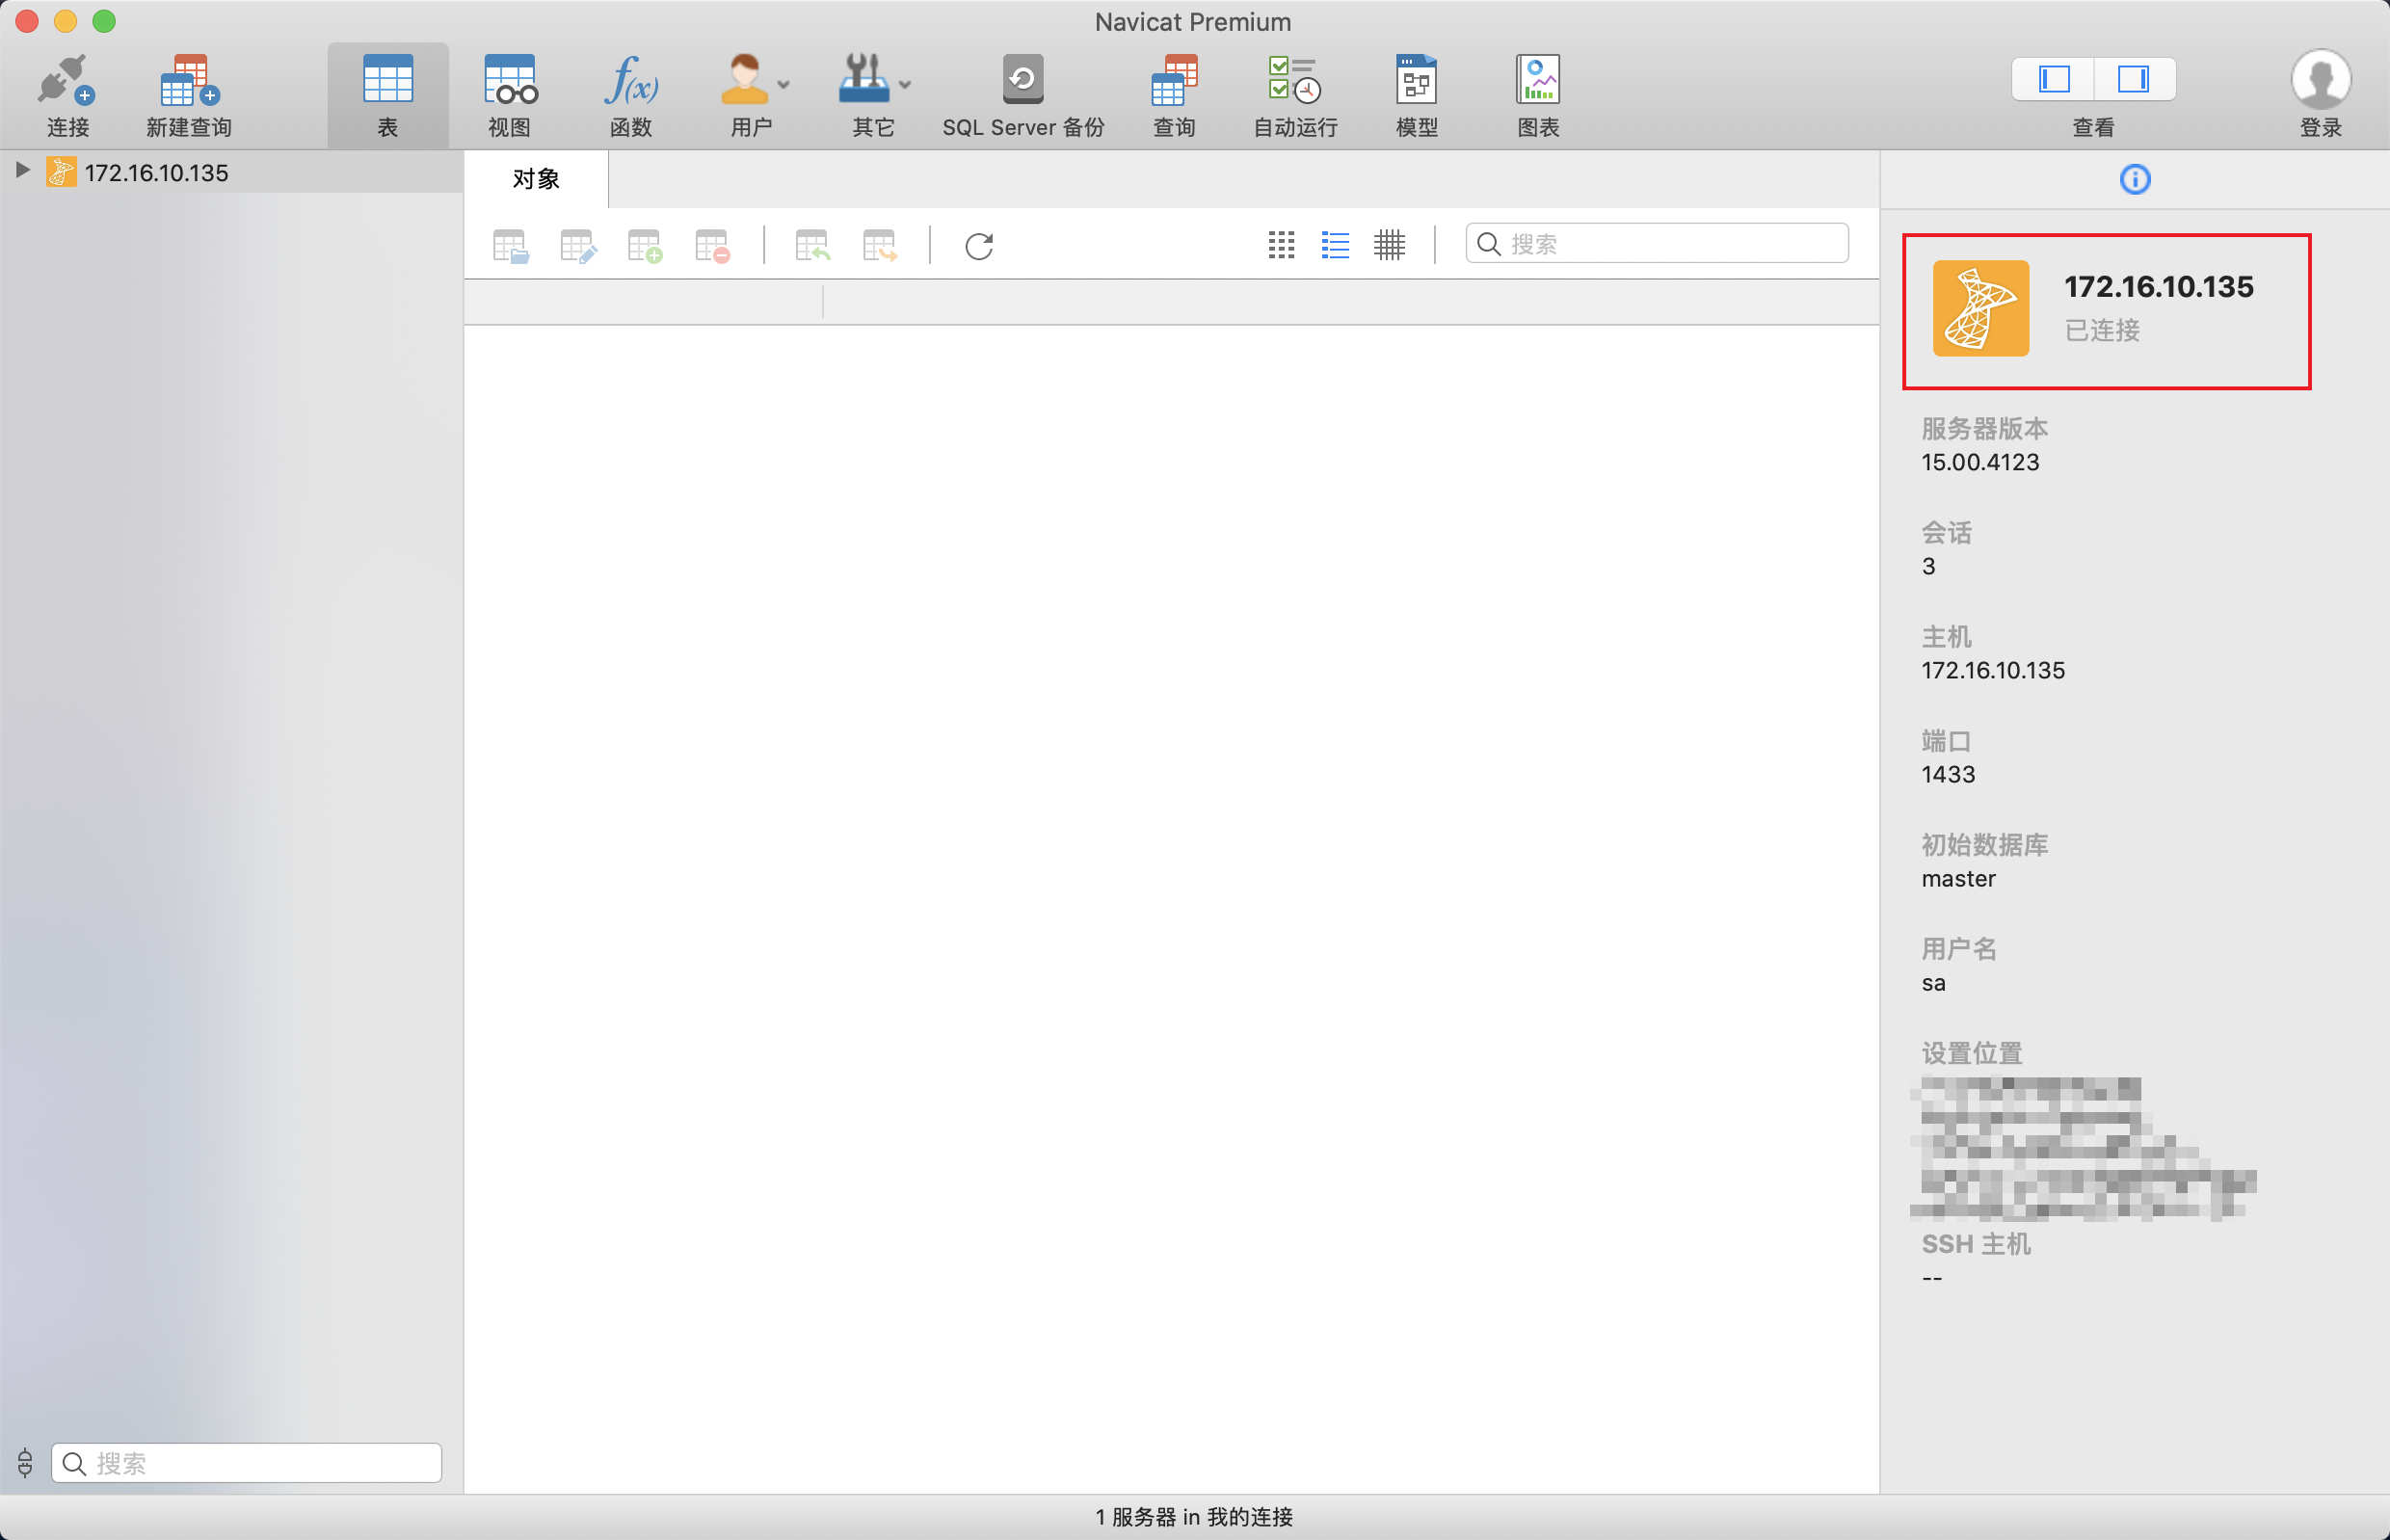 Navicat Premium
连接
新建查询
表
视图
f(x)
函数
用户
其它
SQL Server 备份
查询
自动运行
模型
图表
查看
登录
172.16.10.135
对象
搜索
172.16.10.135
已连接
服务器版本
15.00.4123
会话
3
主机
172.16.10.135
端口
1433
初始数据库
master
用户名
sa
设置位置
SSH 主机
--
搜索
1 服务器 in 我的连接